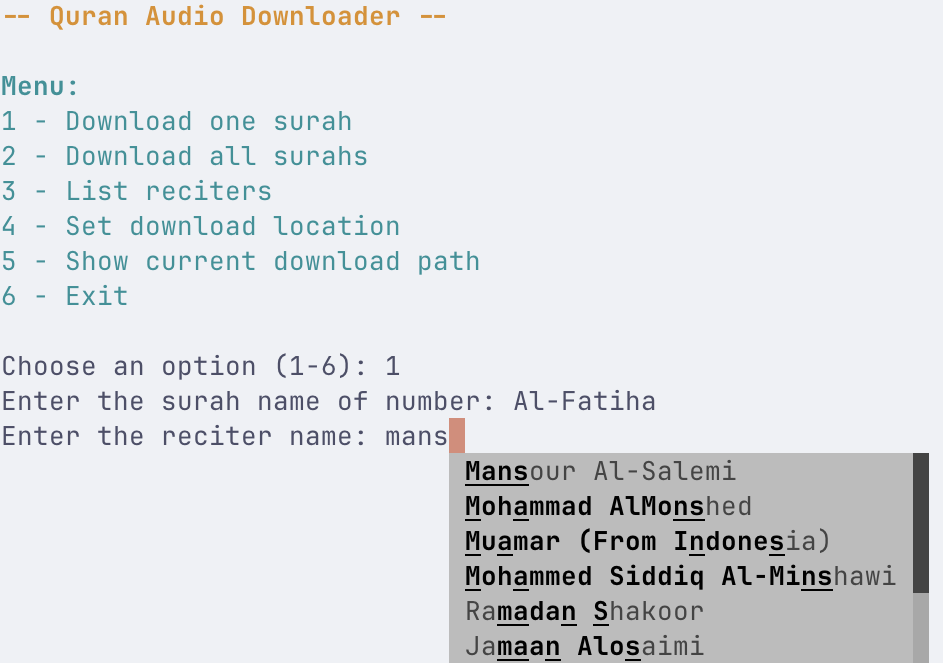 -- Quran Audio Downloader --
Menu:
1 - Download one surah
2 - Download all surahs
3 - List reciters
4 - Set download location
5 - Show current download path
6 - Exit
Choose an option (1-6): 1
Enter the surah name of number: Al-Fatiha
Enter the reciter name: mans
Mansour Al-Salemi
Mohammad AlMonshed
Muamar (From Indonesia)
Mohammed Siddiq Al-Minshawi
Ramadan Shakoor
Jamaan Alosaimi